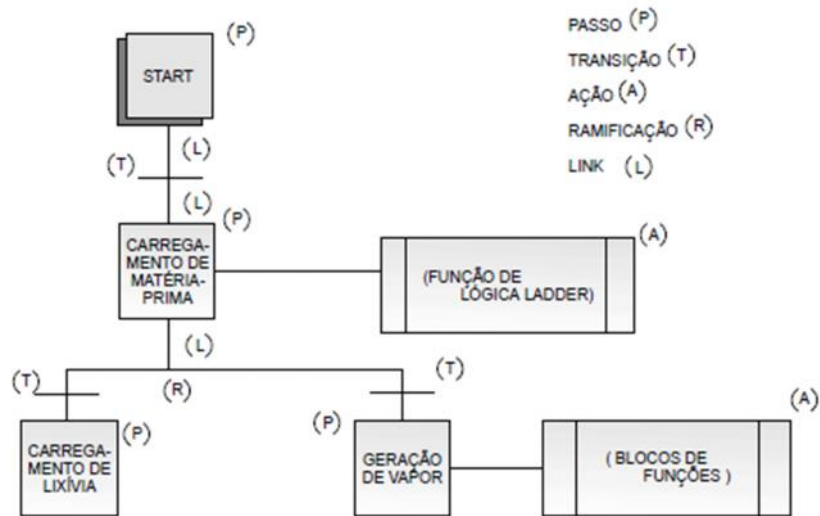 (P)
START
PASSO (P)
TRANSIÇÃO (T)
AÇÃO (A)
RAMIFICAÇÃO (R)
LINK (L)
(L)
(T)
(L)
(P)
CARREGA-
MENTO DE
MATÉRIA-
PRIMA
(A)
(FUNÇÃO DE
LÓGICA LADDER)
(L)
(T)
(R)
(T)
(P)
CARREGA-
MENTO DE
LIXÍVIA
(P)
GERAÇÃO
DE VAPOR
(A)
( BLOCOS DE
FUNÇÕES )